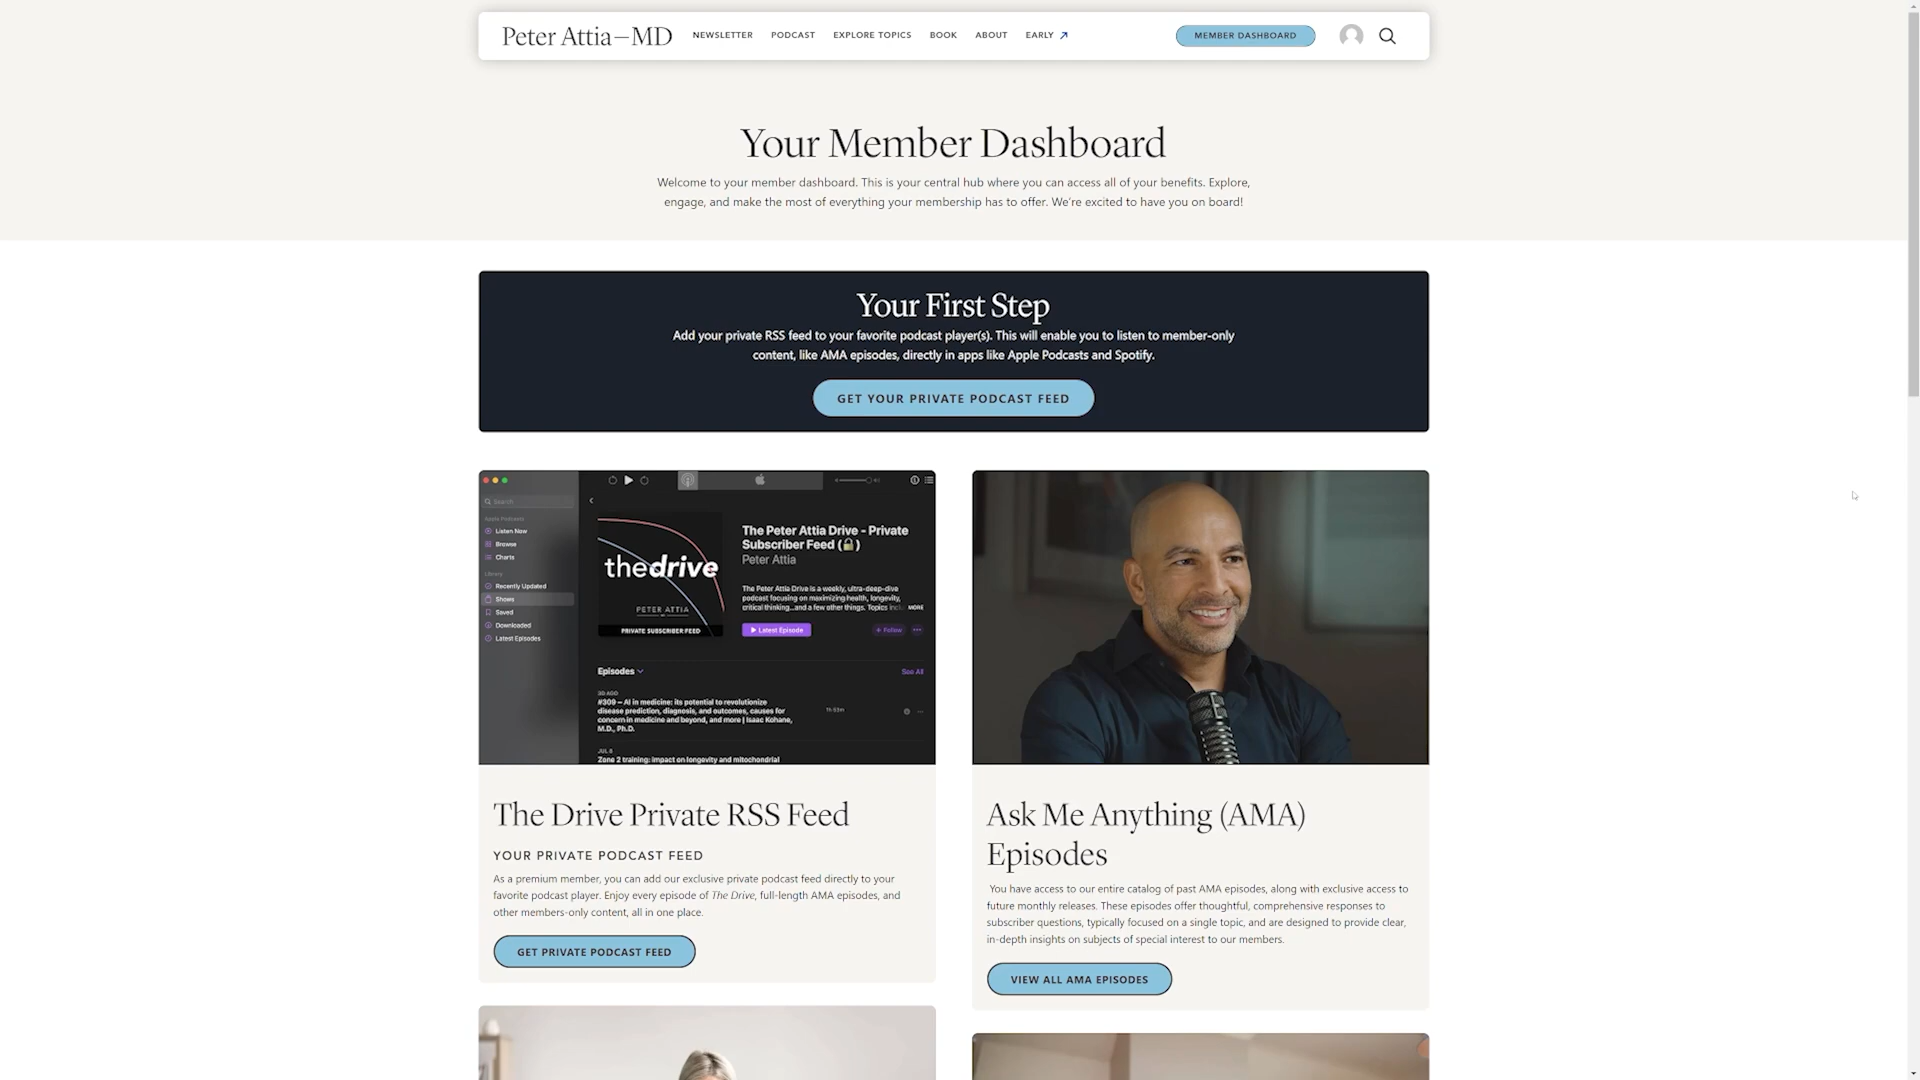 Peter Attia—MD
NEWSLETTER
PODCAST
EXPLORE TOPICS
BOOK
ABOUT
EARLY
MEMBER DASHBOARD
Your Member Dashboard
Welcome to your member dashboard. This is your central hub where you can access all of your benefits. Explore,
engage, and make the most of everything your membership has to offer. We're excited to have you on board!
Your First Step
Add your private RSS feed to your favorite podcast player(s). This will enable you to listen to member-only
content, like AMA episodes, directly in apps like Apple Podcasts and Spotify.
GET YOUR PRIVATE PODCAST FEED
Search
Apple Podcasts
Listen Now
Browse
Charts
Library
Recently Updated
Shows
Saved
Downloaded
Latest Episodes
thedrive
PETER ATTIA
PRIVATE SUBSCRIBER FEED
The Peter Attia Drive - Private
Subscriber Feed (🔒)
Peter Attia
The Peter Attia Drive is a weekly, ultra-deep-dive
podcast focusing on maximizing health, longevity,
critical thinking...and a few other things. Topics MORE
Latest Episode
+ Follow
Episodes
See All
3D AGO
#309 – AI in medicine: its potential to revolutionize
disease prediction, diagnosis, and outcomes, causes for
concern in medicine and beyond, and more | Isaac Kohane,
M.D., Ph.D.
JUL 8
Zone 2 training: impact on longevity and mitochondrial
The Drive Private RSS Feed
YOUR PRIVATE PODCAST FEED
As a premium member, you can add our exclusive private podcast feed directly to your
favorite podcast player. Enjoy every episode of The Drive, full-length AMA episodes, and
other members-only content, all in one place.
GET PRIVATE PODCAST FEED
Ask Me Anything (AMA)
Episodes
You have access to our entire catalog of past AMA episodes, along with exclusive access to
future monthly releases. These episodes offer thoughtful, comprehensive responses to
subscriber questions, typically focused on a single topic, and are designed to provide clear,
in-depth insights on subjects of special interest to our members.
VIEW ALL AMA EPISODES